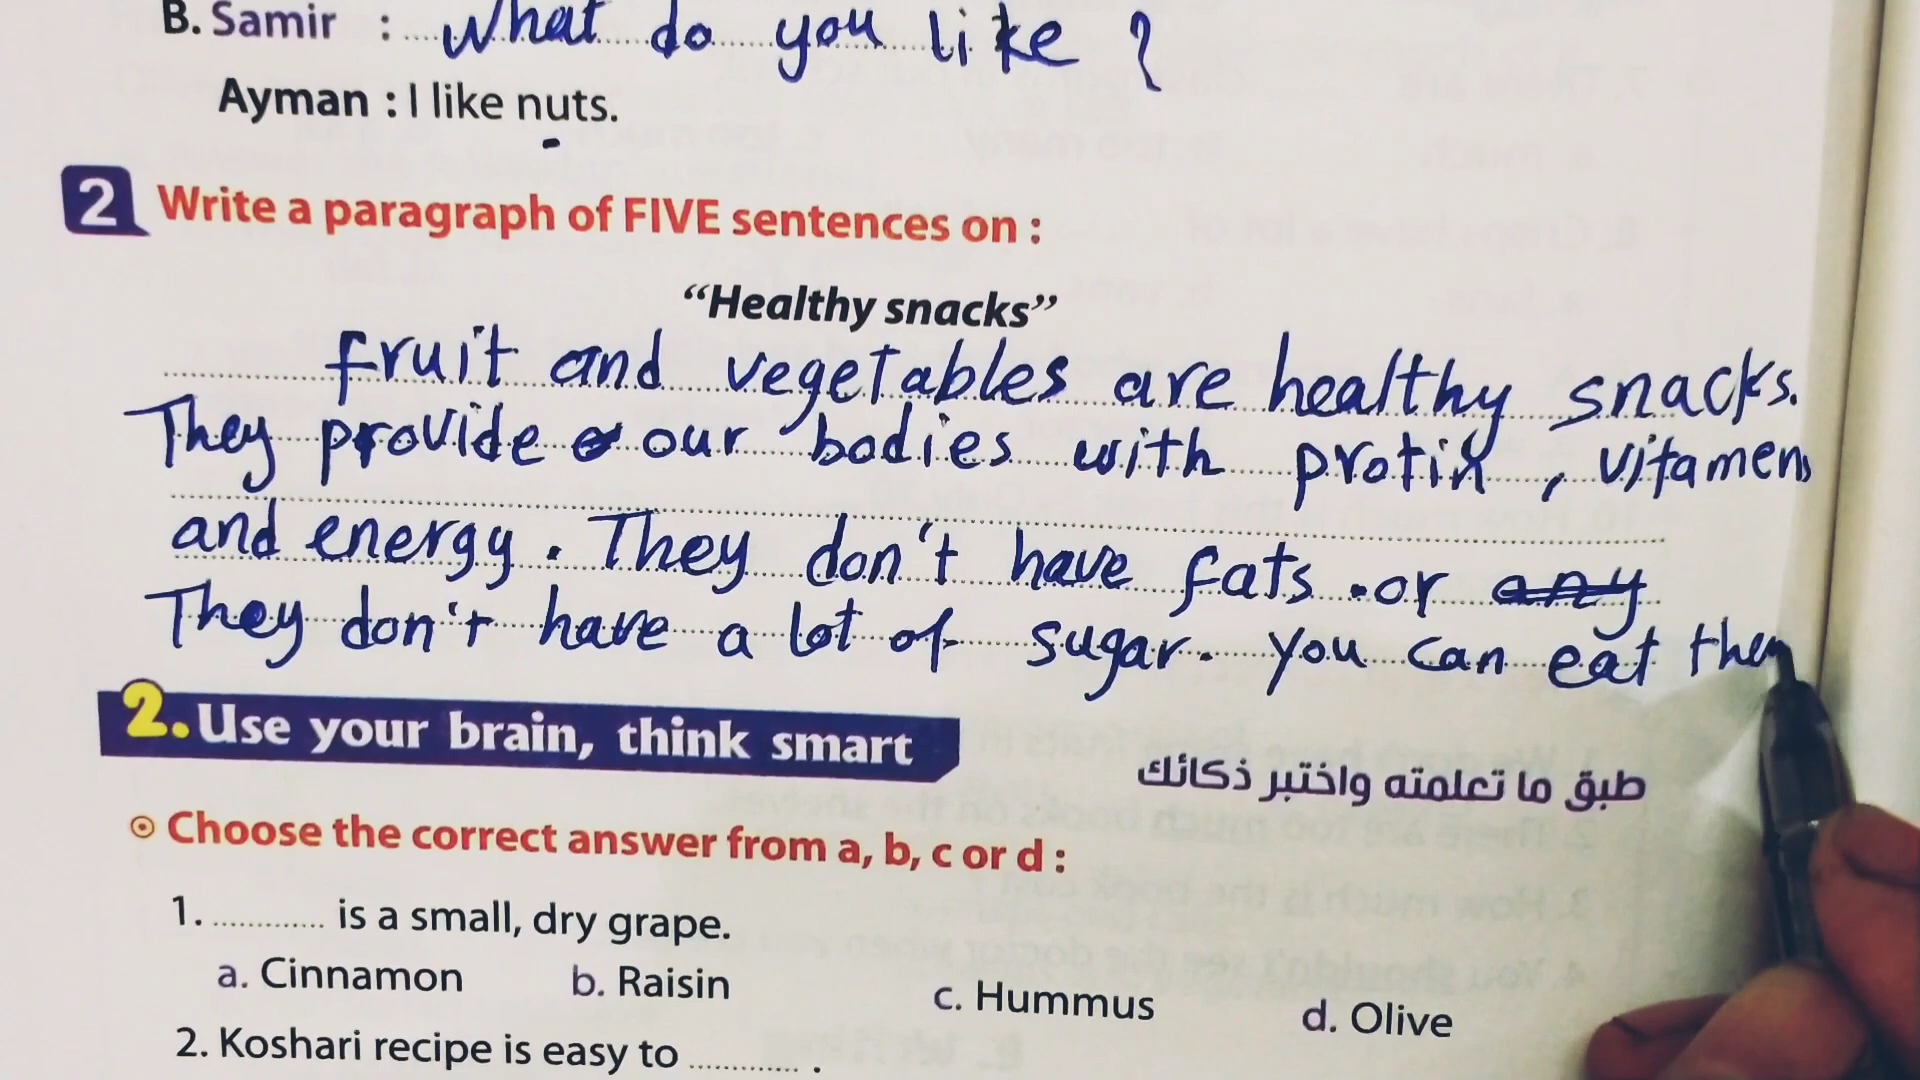 B. Samir : What do you like ?
Ayman : I like nuts.
2 Write a paragraph of FIVE sentences on :
“Healthy snacks”
fruit and vegetables are healthy snacks.
They provide our bodies with protin , vitamens
and energy. They don't have fats . or any
They don't have a lot of sugar. You can eat them
2. Use your brain, think smart
طبق ما تعلمته واختبر ذكائك
Choose the correct answer from a, b, c or d :
1. ............ is a small, dry grape.
a. Cinnamon b. Raisin c. Hummus d. Olive
2. Koshari recipe is easy to ............ .